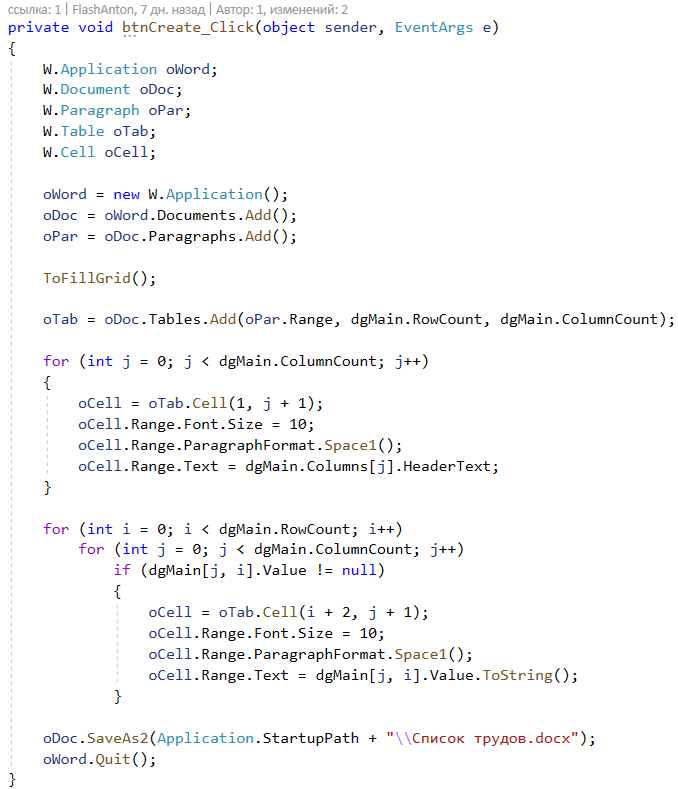 ссылка: 1 | FlashAnton, 7 дн. назад | Автор: 1, изменений: 2
private void btnCreate_Click(object sender, EventArgs e)
{
    W.Application oWord;
    W.Document oDoc;
    W.Paragraph oPar;
    W.Table oTab;
    W.Cell oCell;

    oWord = new W.Application();
    oDoc = oWord.Documents.Add();
    oPar = oDoc.Paragraphs.Add();

    ToFillGrid();

    oTab = oDoc.Tables.Add(oPar.Range, dgMain.RowCount, dgMain.ColumnCount);

    for (int j = 0; j < dgMain.ColumnCount; j++)
    {
        oCell = oTab.Cell(1, j + 1);
        oCell.Range.Font.Size = 10;
        oCell.Range.ParagraphFormat.Space1();
        oCell.Range.Text = dgMain.Columns[j].HeaderText;
    }

    for (int i = 0; i < dgMain.RowCount; i++)
        for (int j = 0; j < dgMain.ColumnCount; j++)
            if (dgMain[j, i].Value != null)
            {
                oCell = oTab.Cell(i + 2, j + 1);
                oCell.Range.Font.Size = 10;
                oCell.Range.ParagraphFormat.Space1();
                oCell.Range.Text = dgMain[j, i].Value.ToString();
            }

    oDoc.SaveAs2(Application.StartupPath + "\\Список трудов.docx");
    oWord.Quit();
}